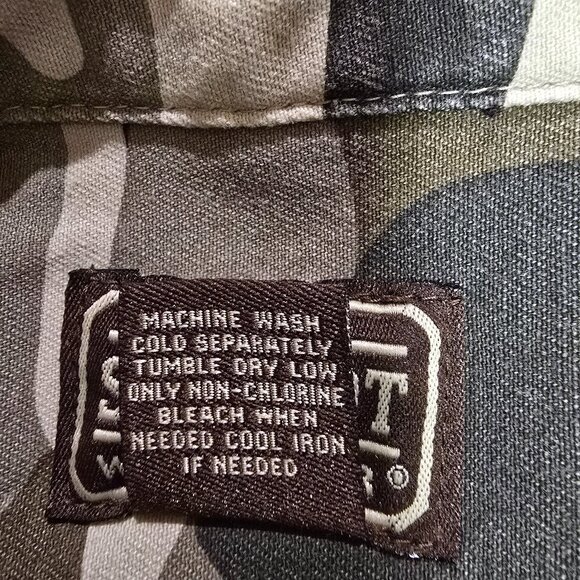 MACHINE WASH
COLD SEPARATELY
TUMBLE DRY LOW
ONLY NON-CHLORINE
BLEACH WHEN
NEEDED COOL IRON
IF NEEDED
T
®